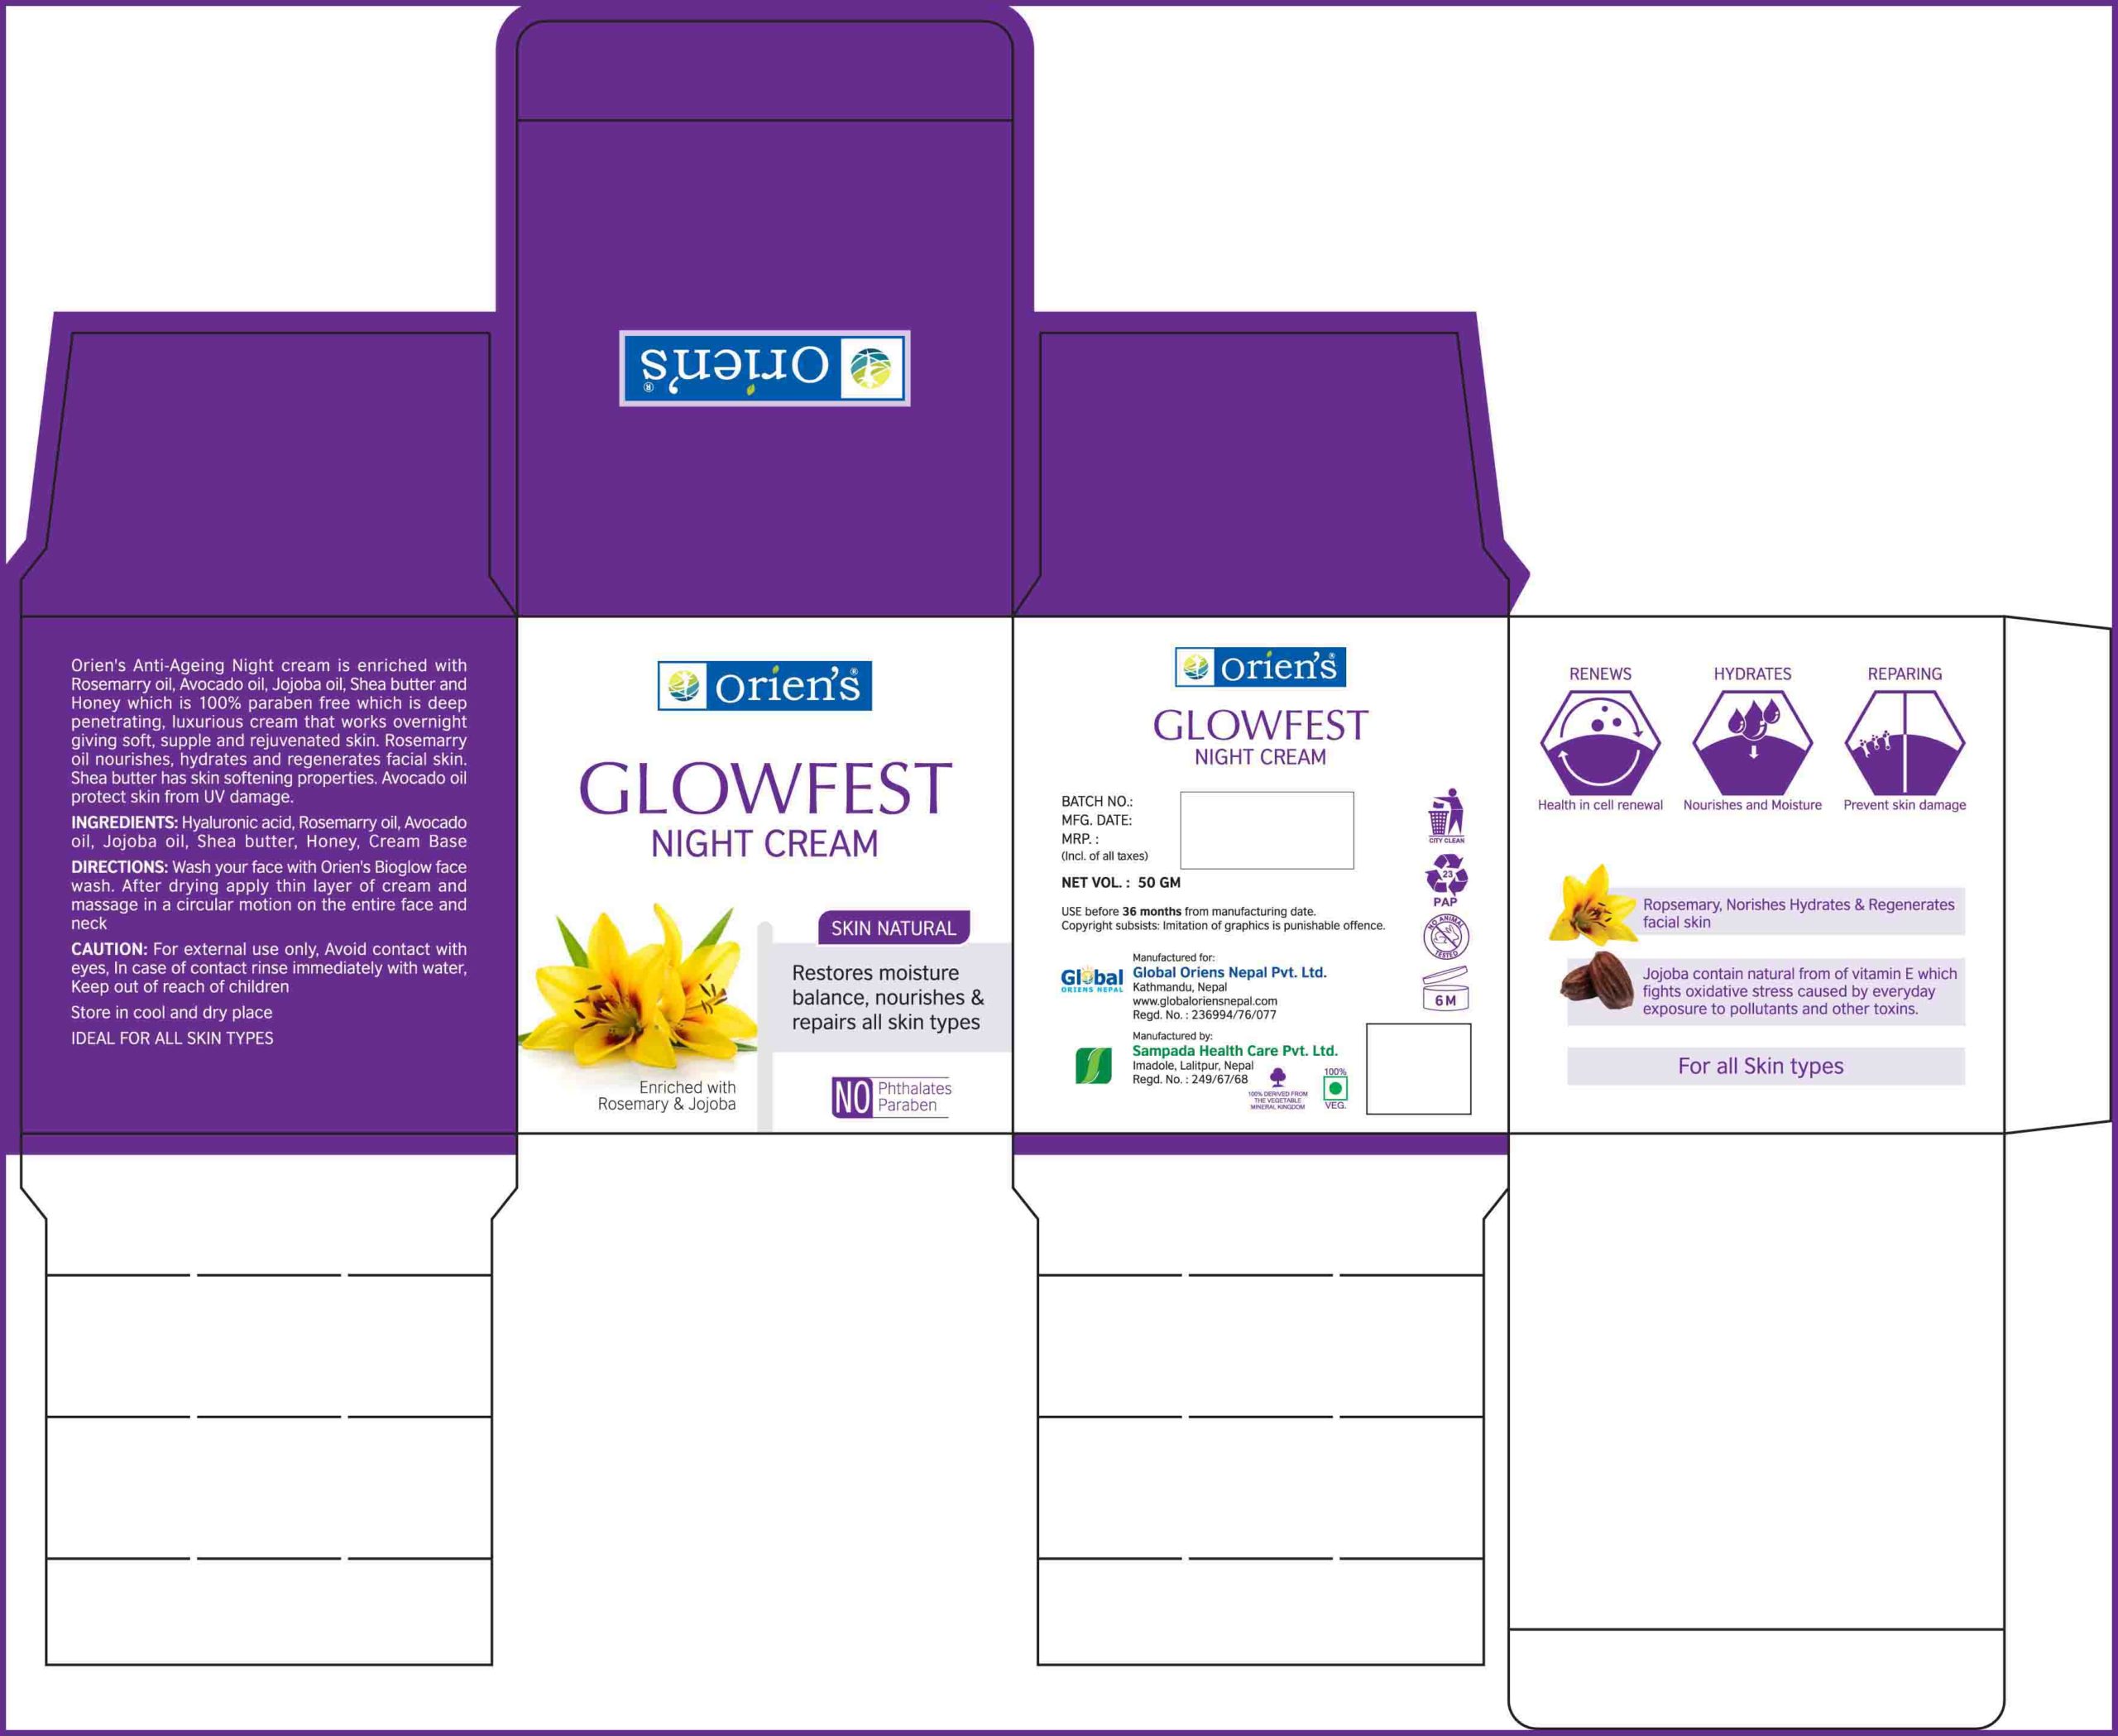 Orien's®
Orien's Anti-Ageing Night cream is enriched with
Rosemarry oil, Avocado oil, Jojoba oil, Shea butter and
Honey which is 100% paraben free which is deep
penetrating, luxurious cream that works overnight
giving soft, supple and rejuvenated skin. Rosemarry
oil nourishes, hydrates and regenerates facial skin.
Shea butter has skin softening properties. Avocado oil
protect skin from UV damage.
INGREDIENTS: Hyaluronic acid, Rosemarry oil, Avocado
oil, Jojoba oil, Shea butter, Honey, Cream Base
DIRECTIONS: Wash your face with Orien's Bioglow face
wash. After drying apply thin layer of cream and
massage in a circular motion on the entire face and
neck
CAUTION: For external use only, Avoid contact with
eyes, In case of contact rinse immediately with water,
Keep out of reach of children
Store in cool and dry place
IDEAL FOR ALL SKIN TYPES
Orien's®
GLOWFEST
NIGHT CREAM
SKIN NATURAL
Restores moisture
balance, nourishes &
repairs all skin types
Enriched with
Rosemary & Jojoba
NO Phthalates
Paraben
Orien's®
GLOWFEST
NIGHT CREAM
BATCH NO.:
MFG. DATE:
MRP. :
(Incl. of all taxes)
NET VOL. : 50 GM
USE before 36 months from manufacturing date.
Copyright subsists: Imitation of graphics is punishable offence.
Manufactured for:
Global
ORIENS NEPAL
Global Oriens Nepal Pvt. Ltd.
Kathmandu, Nepal
www.globaloriensnepal.com
Regd. No. : 236994/76/077
Manufactured by:
Sampada Health Care Pvt. Ltd.
Imadole, Lalitpur, Nepal
Regd. No. : 249/67/68
100% DERIVED FROM
THE VEGETABLE
MINERAL KINGDOM
100%
VEG.
CITY CLEAN
23
PAP
NO ANIMAL
TESTED
6 M
RENEWS
Health in cell renewal
HYDRATES
Nourishes and Moisture
REPARING
Prevent skin damage
Ropsemary, Norishes Hydrates & Regenerates
facial skin
Jojoba contain natural from of vitamin E which
fights oxidative stress caused by everyday
exposure to pollutants and other toxins.
For all Skin types